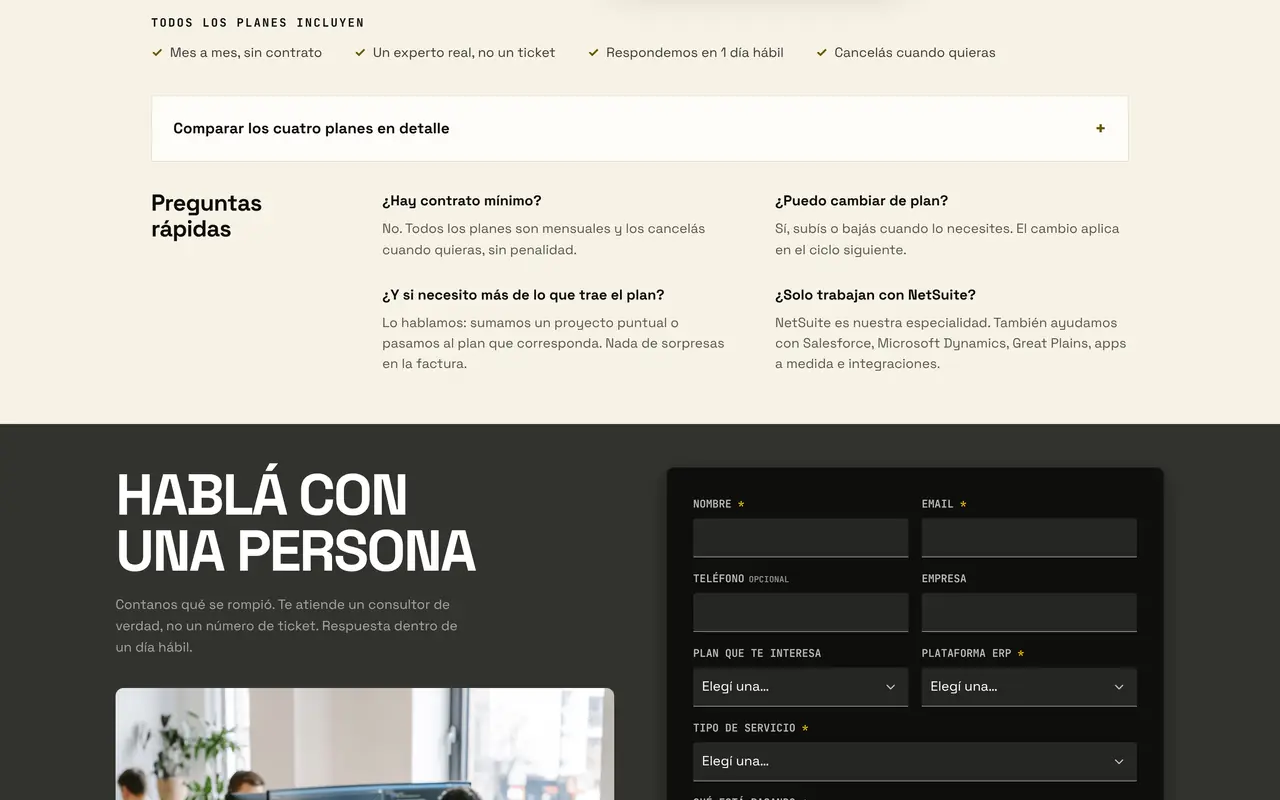 TODOS LOS PLANES INCLUYEN
✓ Mes a mes, sin contrato ✓ Un experto real, no un ticket ✓ Respondemos en 1 día hábil ✓ Cancelás cuando quieras
Comparar los cuatro planes en detalle +
Preguntas
rápidas
¿Hay contrato mínimo?
No. Todos los planes son mensuales y los cancelás
cuando quieras, sin penalidad.
¿Puedo cambiar de plan?
Sí, subís o bajás cuando lo necesites. El cambio aplica
en el ciclo siguiente.
¿Y si necesito más de lo que trae el plan?
Lo hablamos: sumamos un proyecto puntual o
pasamos al plan que corresponda. Nada de sorpresas
en la factura.
¿Solo trabajan con NetSuite?
NetSuite es nuestra especialidad. También ayudamos
con Salesforce, Microsoft Dynamics, Great Plains, apps
a medida e integraciones.
HABLÁ CON
UNA PERSONA
Contanos qué se rompió. Te atiende un consultor de
verdad, no un número de ticket. Respuesta dentro de
un día hábil.
NOMBRE *
EMAIL *
TELÉFONO OPCIONAL
EMPRESA
PLAN QUE TE INTERESA
Elegí una...
PLATAFORMA ERP *
Elegí una...
TIPO DE SERVICIO *
Elegí una...